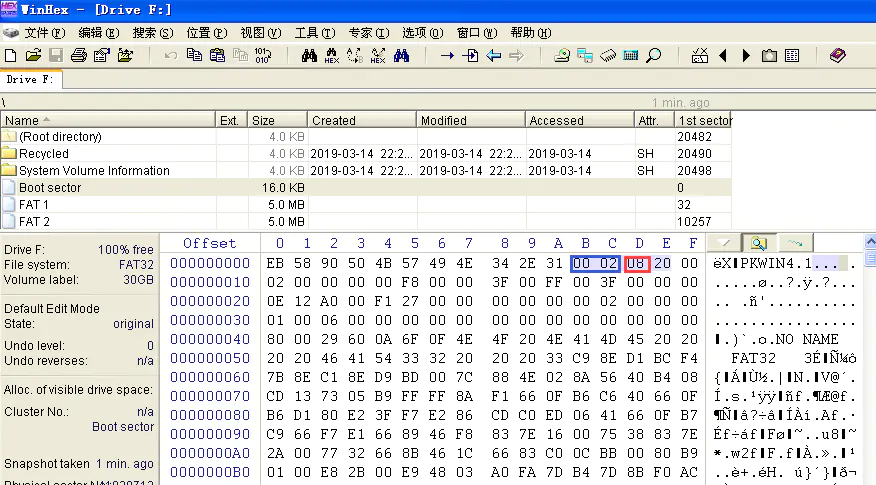 WinHex - [Drive F:]
文件(F) 编辑(E) 搜索(S) 位置(P) 视图(V) 工具(T) 专家(I) 选项(O) 窗口(W) 帮助(H)
Drive F:
\ 1 min. ago
Name Ext. Size Created Modified Accessed Attr. 1st sector
(Root directory) 4.0 KB 20482
Recycled 4.0 KB 2019-03-14 22:2... 2019-03-14 22:2... 2019-03-14 SH 20490
System Volume Information 4.0 KB 2019-03-14 22:2... 2019-03-14 22:2... 2019-03-14 SH 20498
Boot sector 16.0 KB 0
FAT 1 5.0 MB 32
FAT 2 5.0 MB 10257
Drive F: 100% free
File system: FAT32
Volume label: 30GB
Default Edit Mode
State: original
Undo level: 0
Undo reverses: n/a
Alloc. of visible drive space:
Cluster No.: n/a
Boot sector
Snapshot taken 1 min. ago
Offset 0 1 2 3 4 5 6 7 8 9 A B C D E F
000000000 EB 58 90 50 4B 57 49 4E 34 2E 31 00 02 08 20 00 ëX|PKWIN4.1... .
000000010 02 00 00 00 00 F8 00 00 3F 00 FF 00 3F 00 00 00 .....ø..?.ÿ.?...
000000020 0E 12 A0 00 F1 27 00 00 00 00 00 00 02 00 00 00 .. .ñ'..........
000000030 01 00 06 00 00 00 00 00 00 00 00 00 00 00 00 00 ................
000000040 80 00 29 60 0A 6F 0F 4E 4F 20 4E 41 4D 45 20 20 |.)`.o.NO NAME
000000050 20 20 46 41 54 33 32 20 20 20 33 C9 8E D1 BC F4 FAT32 3É|Ñ¼ô
000000060 7B 8E C1 8E D9 BD 00 7C 88 4E 02 8A 56 40 B4 08 {|Á|Ù½.||N.|V@´.
000000070 CD 13 73 05 B9 FF FF 8A F1 66 0F B6 C6 40 66 0F Í.s.¹ÿÿ|ñf.¶Æ@f.
000000080 B6 D1 80 E2 3F F7 E2 86 CD C0 ED 06 41 66 0F B7 ¶Ñ|â?÷â|ÍÀí.Af.·
000000090 C9 66 F7 E1 66 89 46 F8 83 7E 16 00 75 38 83 7E Éf÷áf|Fø|~..u8|~
0000000A0 2A 00 77 32 66 8B 46 1C 66 83 C0 0C BB 00 80 B9 *.w2f|F.f|À.».|¹
0000000B0 01 00 E8 2B 00 E9 48 03 A0 FA 7D B4 7D 8B F0 AC ..è+.éH. ú}´}|ð¬